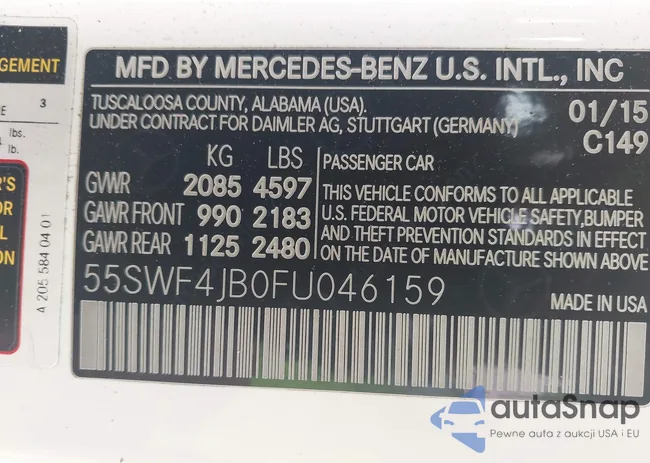 GEMENT
E 3
lbs.
lb.
R'S
OR
L
ON
A 205 584 04 01
MFD BY MERCEDES-BENZ U.S. INTL., INC
TUSCALOOSA COUNTY, ALABAMA (USA).
UNDER CONTRACT FOR DAIMLER AG, STUTTGART (GERMANY)
01/15
C149
KG LBS
GVWR 2085 4597
GAWR FRONT 990 2183
GAWR REAR 1125 2480
PASSENGER CAR
THIS VEHICLE CONFORMS TO ALL APPLICABLE
U.S. FEDERAL MOTOR VEHICLE SAFETY,BUMPER
AND THEFT PREVENTION STANDARDS IN EFFECT
ON THE DATE OF MANUFACTURE SHOWN ABOVE
55SWF4JB0FU046159
MADE IN USA
autaSnap
Pewne auta z aukcji USA i EU